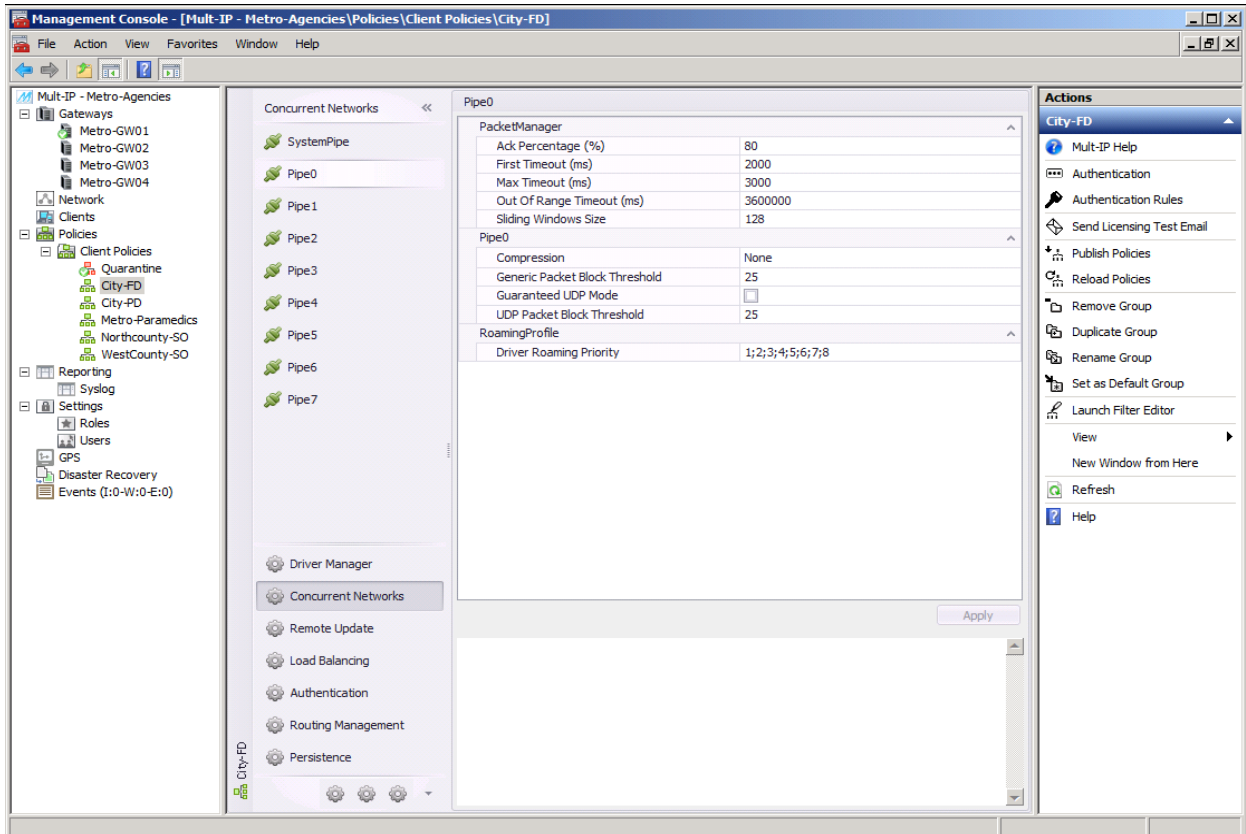 Management Console - [Mult-IP - Metro-Agencies\Policies\Client Policies\City-FD]
File Action View Favorites Window Help
Mult-IP - Metro-Agencies
Gateways
Metro-GW01
Metro-GW02
Metro-GW03
Metro-GW04
Network
Clients
Policies
Client Policies
Quarantine
City-FD
City-PD
Metro-Paramedics
Northcounty-SO
WestCounty-SO
Reporting
Syslog
Settings
Roles
Users
GPS
Disaster Recovery
Events (I:0-W:0-E:0)
City-FD
Concurrent Networks
SystemPipe
Pipe0
Pipe1
Pipe2
Pipe3
Pipe4
Pipe5
Pipe6
Pipe7
Driver Manager
Concurrent Networks
Remote Update
Load Balancing
Authentication
Routing Management
Persistence
Pipe0
PacketManager
Ack Percentage (%) 80
First Timeout (ms) 2000
Max Timeout (ms) 3000
Out Of Range Timeout (ms) 3600000
Sliding Windows Size 128
Pipe0
Compression None
Generic Packet Block Threshold 25
Guaranteed UDP Mode
UDP Packet Block Threshold 25
RoamingProfile
Driver Roaming Priority 1;2;3;4;5;6;7;8
Apply
Actions
City-FD
Mult-IP Help
Authentication
Authentication Rules
Send Licensing Test Email
Publish Policies
Reload Policies
Remove Group
Duplicate Group
Rename Group
Set as Default Group
Launch Filter Editor
View
New Window from Here
Refresh
Help